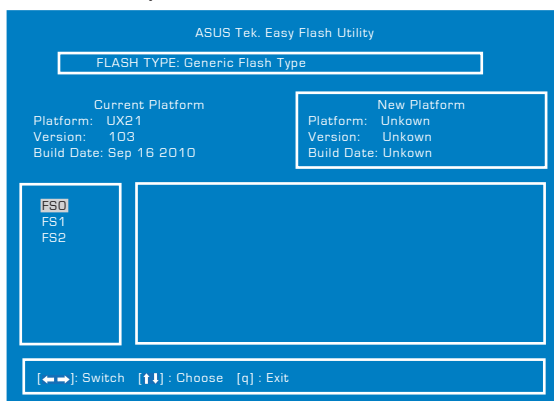 ASUS Tek. Easy Flash Utility
FLASH TYPE: Generic Flash Type
Current Platform
Platform: UX21
Version: 103
Build Date: Sep 16 2010
New Platform
Platform: Unkown
Version: Unkown
Build Date: Unkown
FS0
FS1
FS2
[←→]: Switch [↑↓] : Choose [q] : Exit